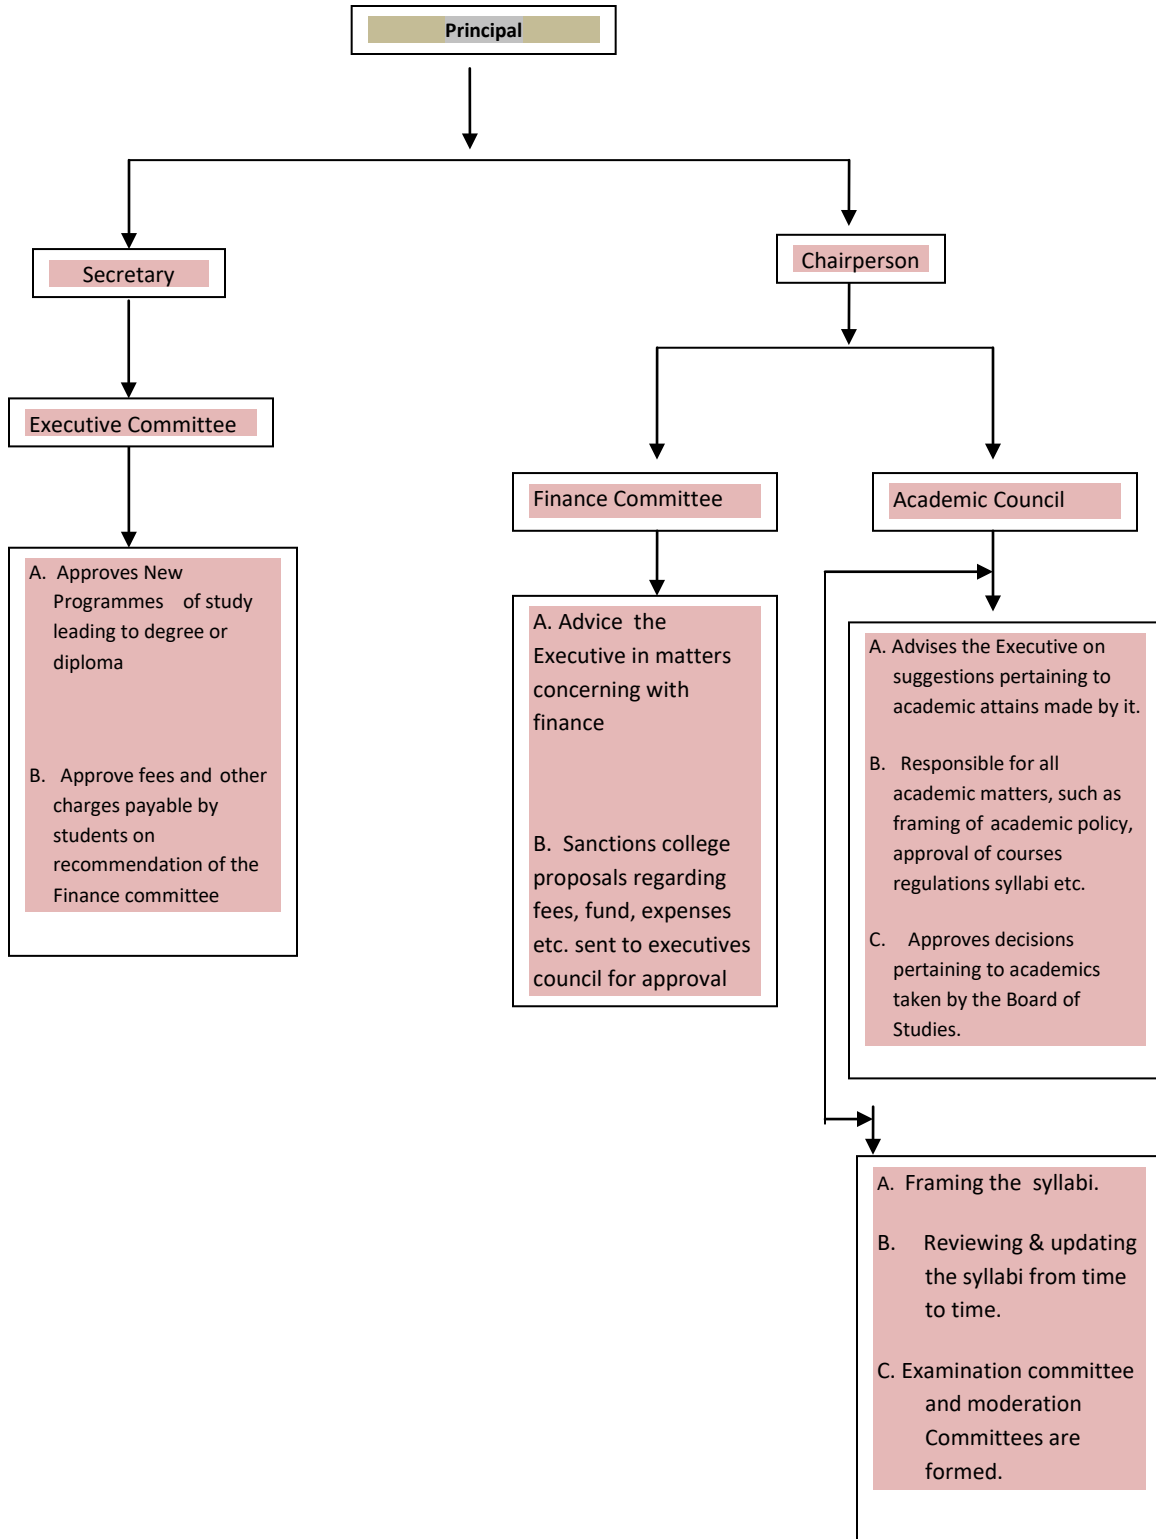 Principal
Secretary
Chairperson
Executive Committee
Finance Committee
Academic Council
A. Approves New
Programmes of study
leading to degree or
diploma
B. Approve fees and other
charges payable by
students on
recommendation of the
Finance committee
A. Advice the
Executive in matters
concerning with
finance
B. Sanctions college
proposals regarding
fees, fund, expenses
etc. sent to executives
council for approval
A. Advises the Executive on
suggestions pertaining to
academic attains made by it.
B. Responsible for all
academic matters, such as
framing of academic policy,
approval of courses
regulations syllabi etc.
C. Approves decisions
pertaining to academics
taken by the Board of
Studies.
A. Framing the syllabi.
B. Reviewing & updating
the syllabi from time
to time.
C. Examination committee
and moderation
Committees are
formed.